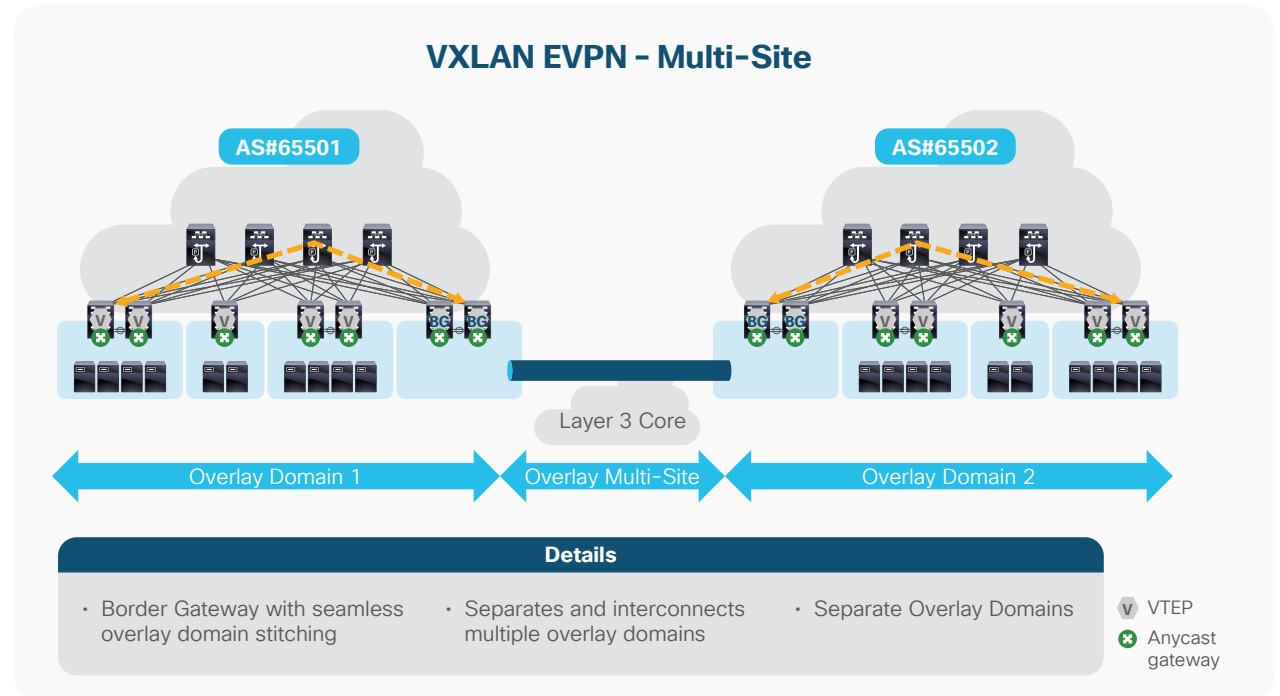 VXLAN EVPN – Multi-Site
AS#65501
AS#65502
V V V V V BG BG
BG BG V V V V V
Layer 3 Core
Overlay Domain 1
Overlay Multi-Site
Overlay Domain 2
Details
· Border Gateway with seamless
overlay domain stitching
· Separates and interconnects
multiple overlay domains
· Separate Overlay Domains
V VTEP
Anycast
gateway